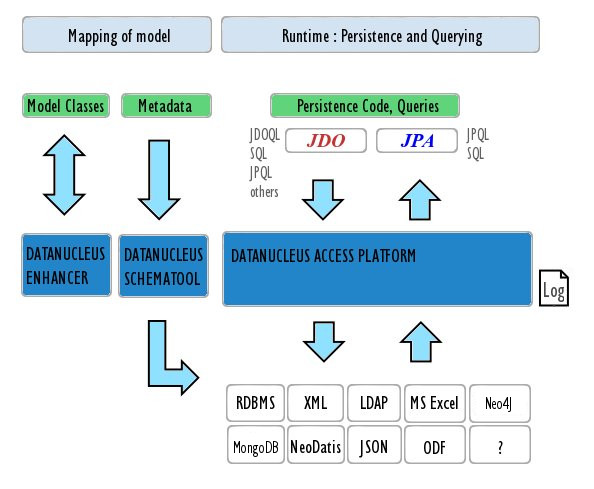 Mapping of model
Runtime : Persistence and Querying
Model Classes
Metadata
Persistence Code, Queries
JDOQL
SQL
JPQL
others
JDO
JPA
JPQL
SQL
DATANUCLEUS
ENHANCER
DATANUCLEUS
SCHEMATOOL
DATANUCLEUS ACCESS PLATFORM
Log
RDBMS
XML
LDAP
MS Excel
Neo4J
MongoDB
NeoDatis
JSON
ODF
?